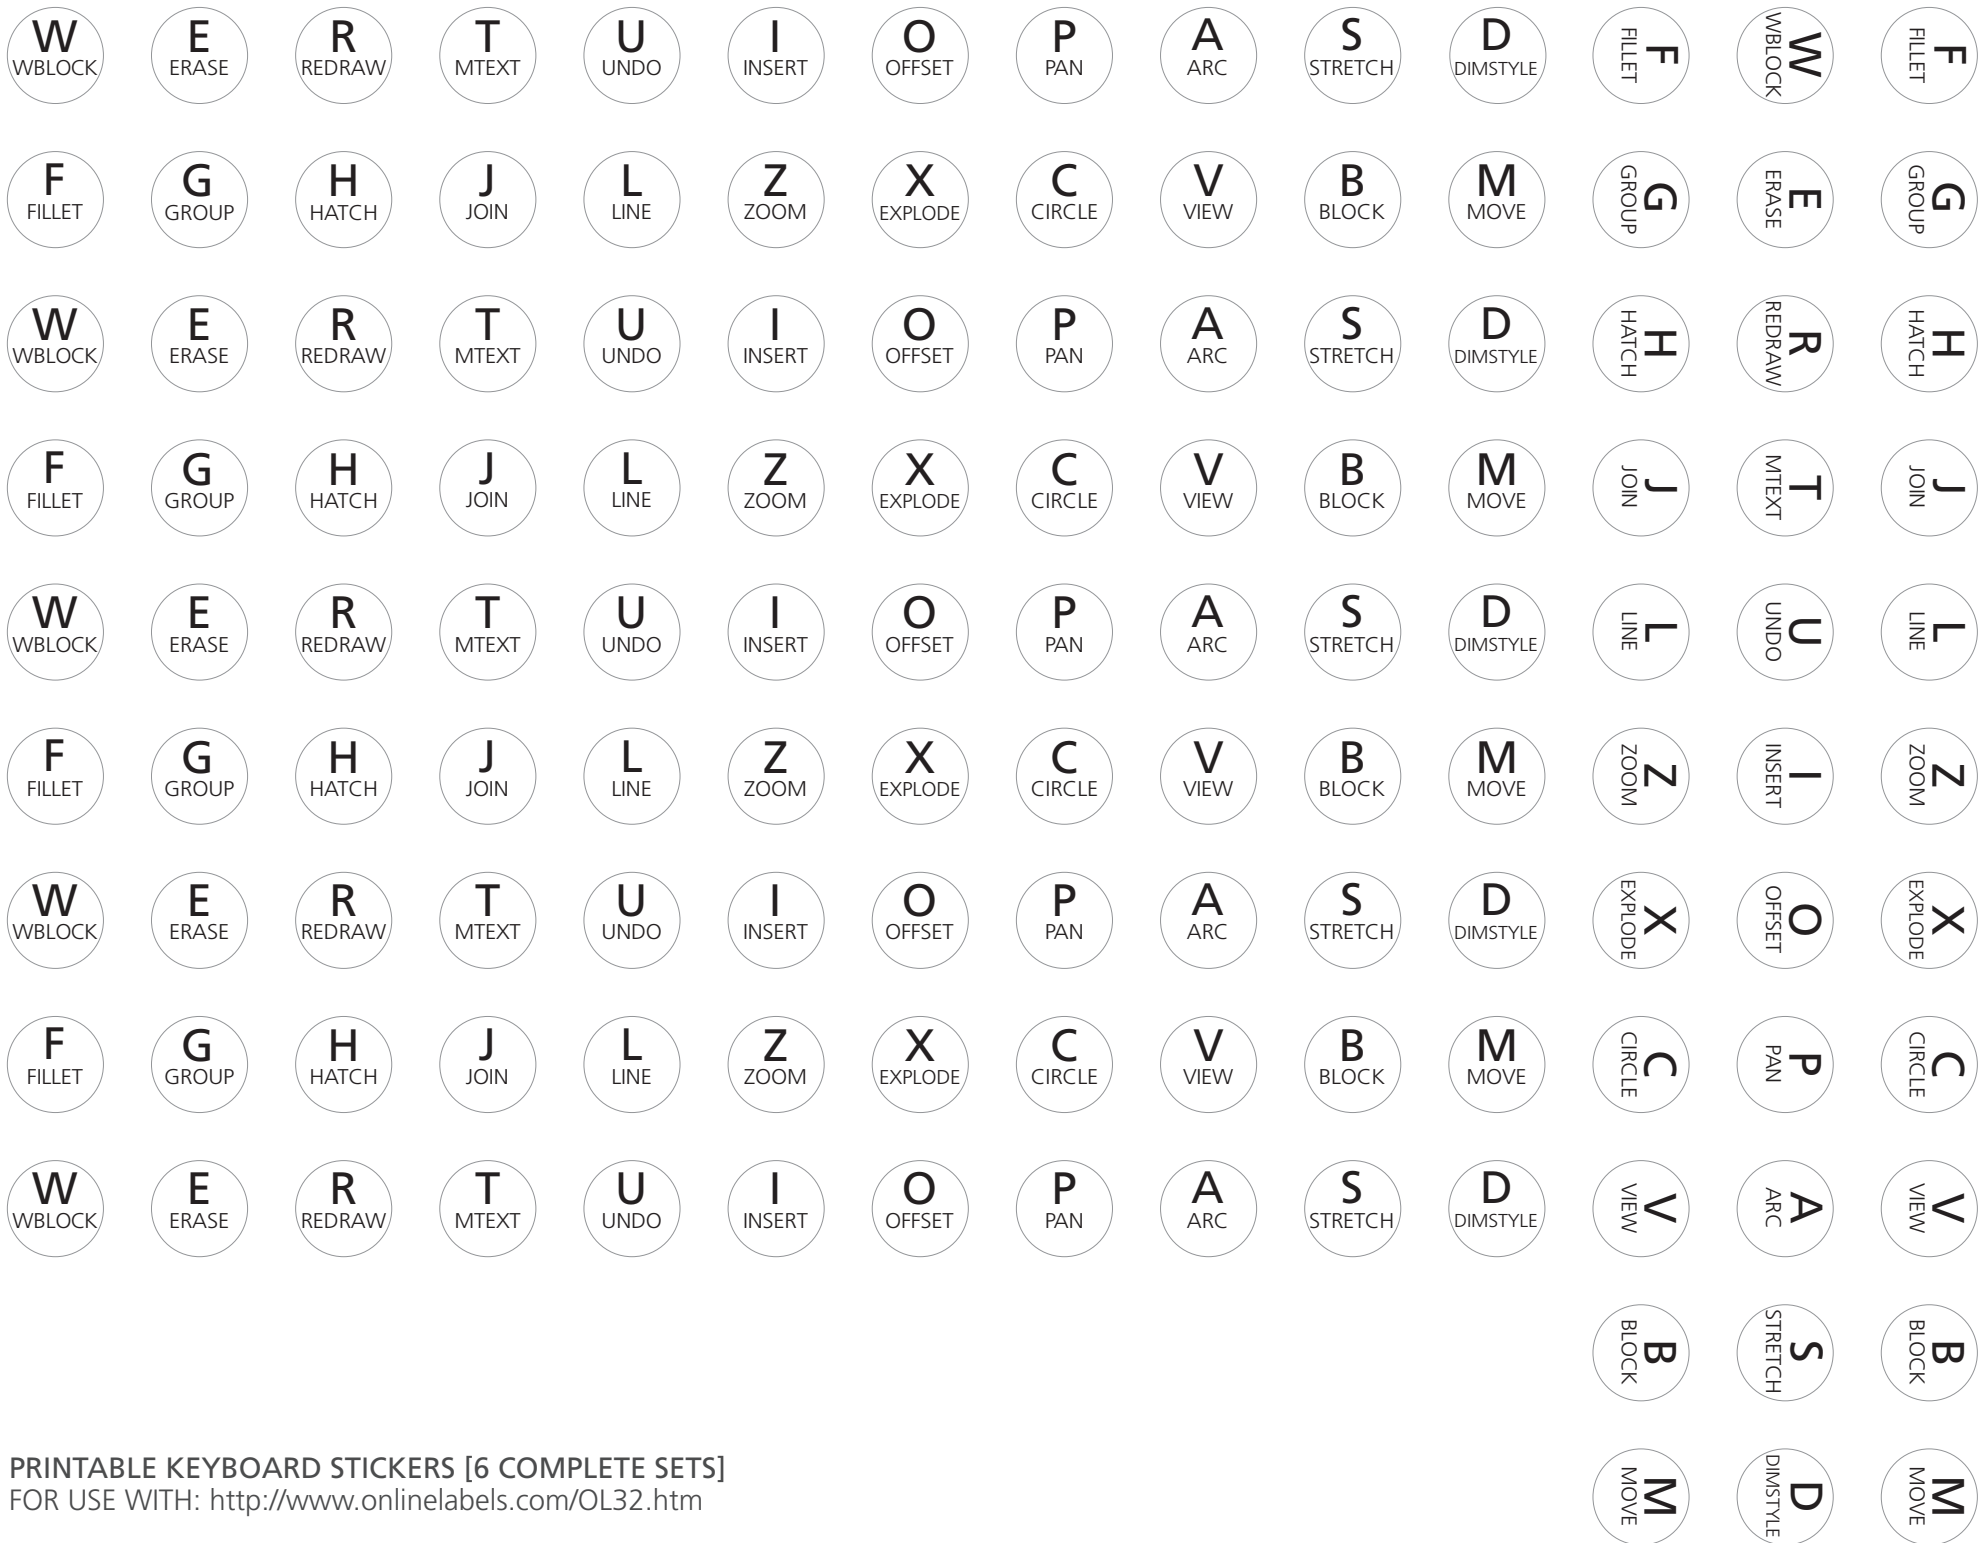 W E R T U I O P A S D F W F
WBLOCK ERASE REDRAW MTEXT UNDO INSERT OFFSET PAN ARC STRETCH DIMSTYLE FILLET WBLOCK FILLET
F G H J L Z X C V B M G E G
FILLET GROUP HATCH JOIN LINE ZOOM EXPLODE CIRCLE VIEW BLOCK MOVE GROUP ERASE GROUP
W E R T U I O P A S D H R H
WBLOCK ERASE REDRAW MTEXT UNDO INSERT OFFSET PAN ARC STRETCH DIMSTYLE HATCH REDRAW HATCH
F G H J L Z X C V B M J T J
FILLET GROUP HATCH JOIN LINE ZOOM EXPLODE CIRCLE VIEW BLOCK MOVE JOIN MTEXT JOIN
W E R T U I O P A S D L U L
WBLOCK ERASE REDRAW MTEXT UNDO INSERT OFFSET PAN ARC STRETCH DIMSTYLE LINE UNDO LINE
F G H J L Z X C V B M Z I Z
FILLET GROUP HATCH JOIN LINE ZOOM EXPLODE CIRCLE VIEW BLOCK MOVE ZOOM INSERT ZOOM
W E R T U I O P A S D X O X
WBLOCK ERASE REDRAW MTEXT UNDO INSERT OFFSET PAN ARC STRETCH DIMSTYLE EXPLODE OFFSET EXPLODE
F G H J L Z X C V B M C P C
FILLET GROUP HATCH JOIN LINE ZOOM EXPLODE CIRCLE VIEW BLOCK MOVE CIRCLE PAN CIRCLE
W E R T U I O P A S D V A V
WBLOCK ERASE REDRAW MTEXT UNDO INSERT OFFSET PAN ARC STRETCH DIMSTYLE VIEW ARC VIEW
B S B
BLOCK STRETCH BLOCK
M D M
MOVE DIMSTYLE MOVE
PRINTABLE KEYBOARD STICKERS [6 COMPLETE SETS]
FOR USE WITH: http://www.onlinelabels.com/OL32.htm